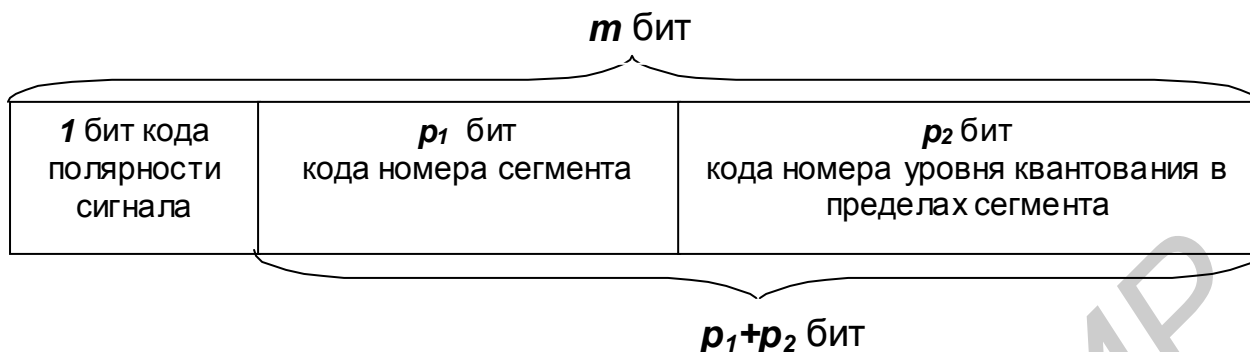 m бит
1 бит кода полярности сигнала
p1 бит
кода номера сегмента
p2 бит
кода номера уровня квантования в пределах сегмента
p1+p2 бит